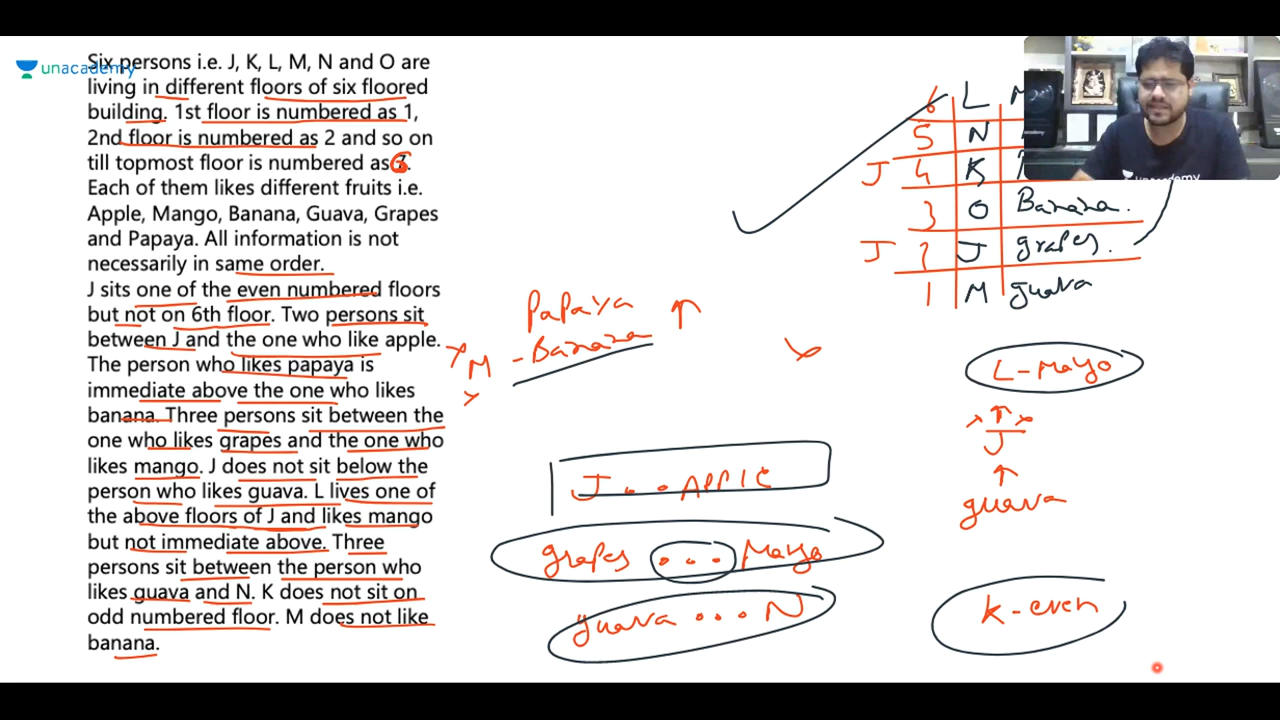 unacademy
Six persons i.e. J, K, L, M, N and O are
living in different floors of six floored
building. 1st floor is numbered as 1,
2nd floor is numbered as 2 and so on
till topmost floor is numbered as 6.
Each of them likes different fruits i.e.
Apple, Mango, Banana, Guava, Grapes
and Papaya. All information is not
necessarily in same order.
J sits one of the even numbered floors
but not on 6th floor. Two persons sit
between J and the one who like apple.
The person who likes papaya is
immediate above the one who likes
banana. Three persons sit between the
one who likes grapes and the one who
likes mango. J does not sit below the
person who likes guava. L lives one of
the above floors of J and likes mango
but not immediate above. Three
persons sit between the person who
likes guava and N. K does not sit on
odd numbered floor. M does not like
banana.
Papaya
M - Banana
J . . APPle
grapes . . . Mango
guava . . . N
6 L M
5 N
J 4 K
3 O Banana.
J 2 J grapes.
1 M guava
unacademy
L - Mango
J
guava
K - even